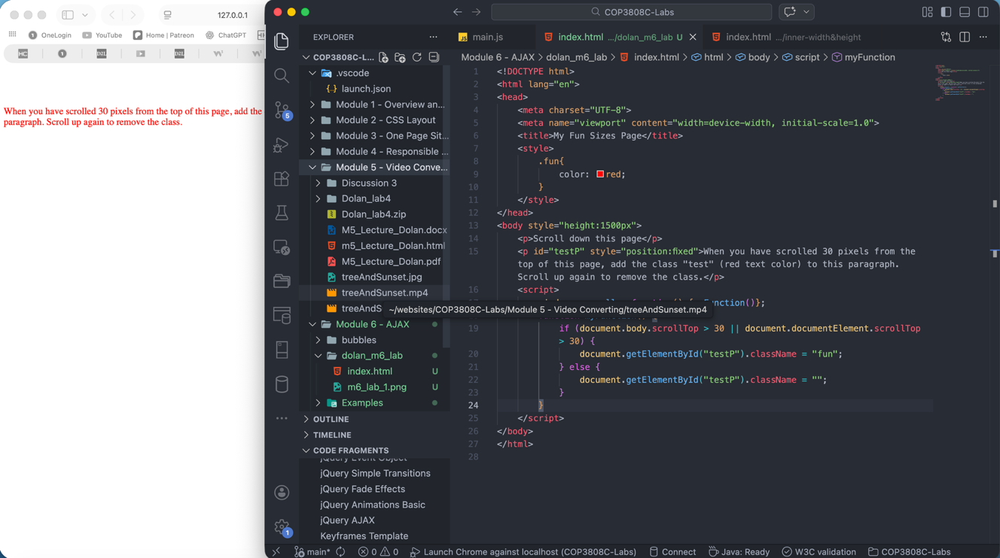 127.0.0.1
OneLogin
YouTube
Home | Patreon
ChatGPT
HC
D2L
D2L
When you have scrolled 30 pixels from the top of this page, add the
paragraph. Scroll up again to remove the class.
COP3808C-Labs
EXPLORER
main.js
index.html .../dolan_m6_lab U
index.html .../inner-width&height
COP3808C-L...
Module 6 - AJAX > dolan_m6_lab > index.html > html > body > script > myFunction
.vscode
launch.json
Module 1 - Overview an...
Module 2 - CSS Layout
Module 3 - One Page Sit...
Module 4 - Responsible ...
Module 5 - Video Conve...
Discussion 3
Dolan_lab4
Dolan_lab4.zip
M5_Lecture_Dolan.docx
m5_Lecture_Dolan.html
M5_Lecture_Dolan.pdf
treeAndSunset.jpg
treeAndSunset.mp4
treeAndS
~/websites/COP3808C-Labs/Module 5 - Video Converting/treeAndSunset.mp4
Module 6 - AJAX
bubbles
dolan_m6_lab
index.html U
m6_lab_1.png U
Examples
OUTLINE
TIMELINE
CODE FRAGMENTS
jQuery Event Object
jQuery Simple Transitions
jQuery Fade Effects
jQuery Animations Basic
jQuery AJAX
Keyframes Template
5
1
1 <!DOCTYPE html>
2 <html lang="en">
3 <head>
4 <meta charset="UTF-8">
5 <meta name="viewport" content="width=device-width, initial-scale=1.0">
6 <title>My Fun Sizes Page</title>
7 <style>
8 .fun{
9 color: red;
10 }
11 </style>
12 </head>
13 <body style="height:1500px">
14 <p>Scroll down this page</p>
15 <p id="testP" style="position:fixed">When you have scrolled 30 pixels from the
top of this page, add the class "test" (red text color) to this paragraph.
Scroll up again to remove the class.</p>
16 <script>
nction()};
19 if (document.body.scrollTop > 30 || document.documentElement.scrollTop
> 30) {
20 document.getElementById("testP").className = "fun";
21 } else {
22 document.getElementById("testP").className = "";
23 }
24 }
25 </script>
26 </body>
27 </html>
28
main*
0 0
Launch Chrome against localhost (COP3808C-Labs)
Connect
Java: Ready
W3C validation
COP3808C-Labs